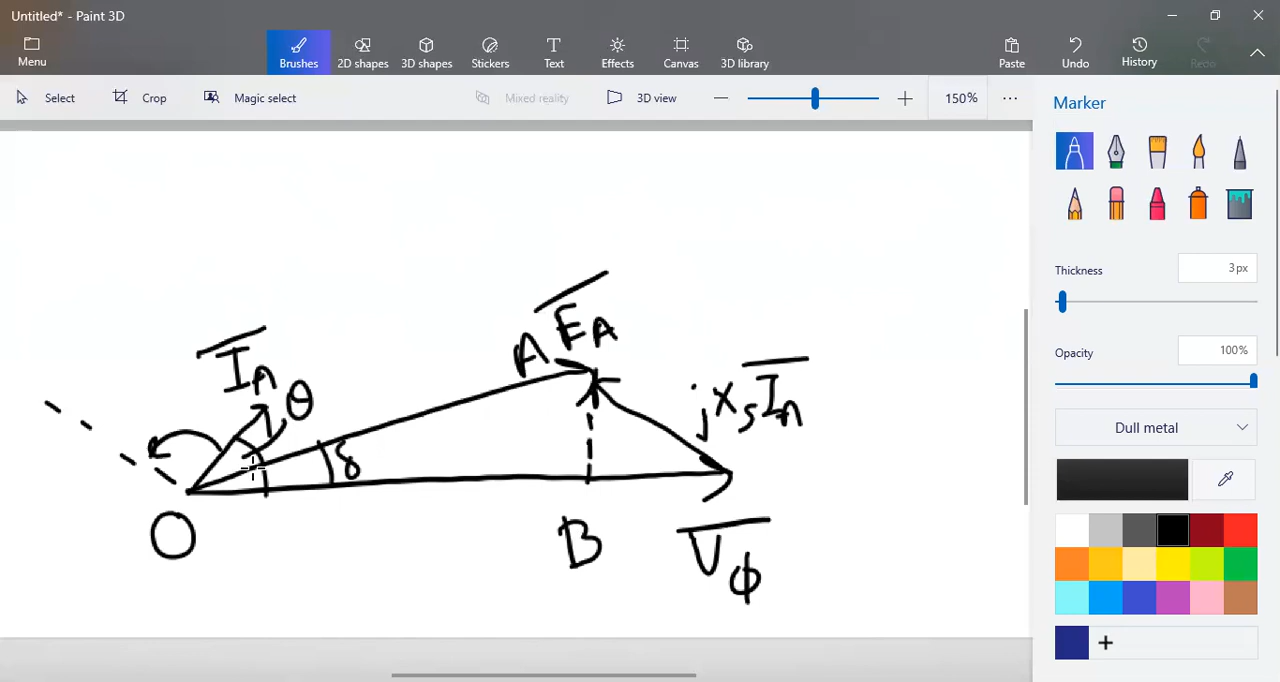 Untitled* - Paint 3D
Menu
Brushes
2D shapes
3D shapes
Stickers
Text
Effects
Canvas
3D library
Paste
Undo
History
Redo
Select
Crop
Magic select
Mixed reality
3D view
150%
Marker
Thickness
3px
Opacity
100%
Dull metal
I_A
θ
A
E_A
jX_sI_A
δ
O
B
V_ϕ